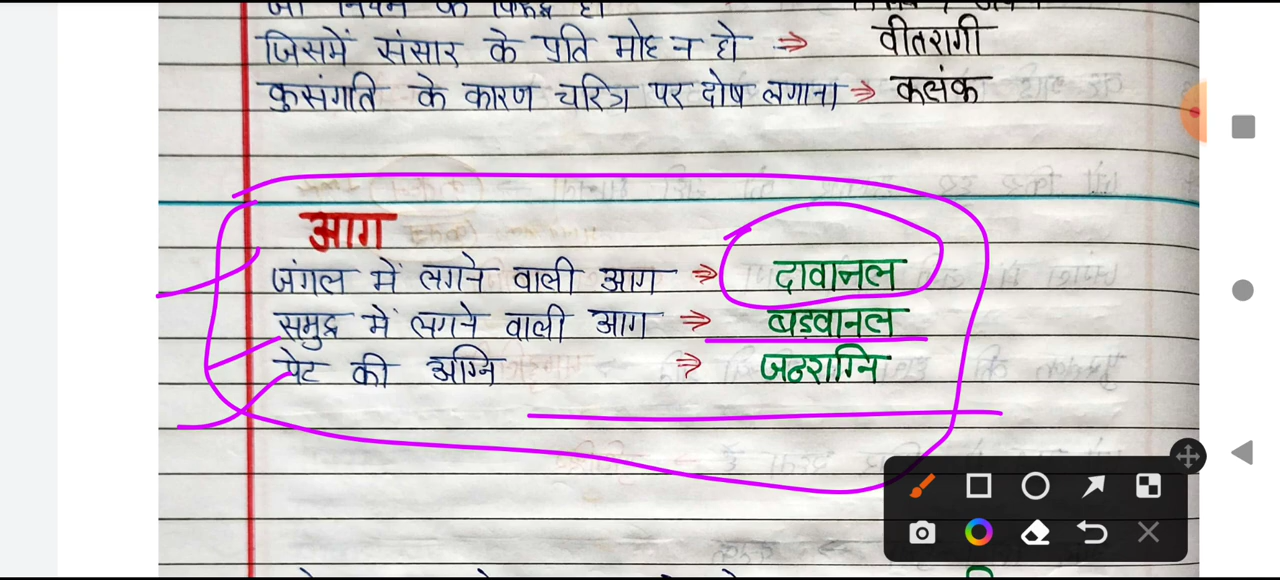 जिसमें संसार के प्रति मोह न हो ⇒ वीतरागी
कुसंगति के कारण चरित्र पर दोष लगाना ⇒ कलंक
आग
जंगल में लगने वाली आग ⇒ दावानल
समुद्र में लगने वाली आग ⇒ बडवानल
पेट की अग्नि ⇒ जठराग्नि